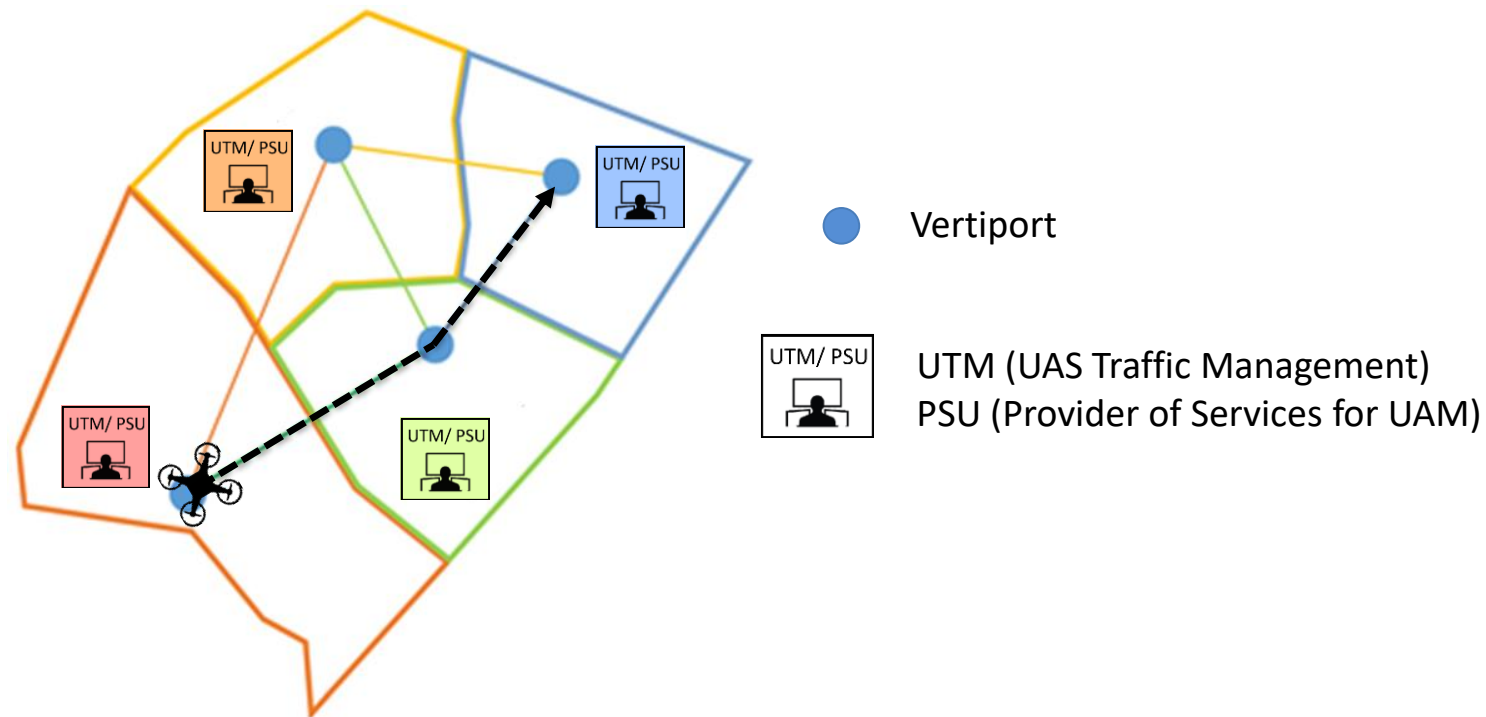 UTM/ PSU
UTM/ PSU
Vertiport
UTM/ PSU
UTM (UAS Traffic Management)
PSU (Provider of Services for UAM)
UTM/ PSU
UTM/ PSU